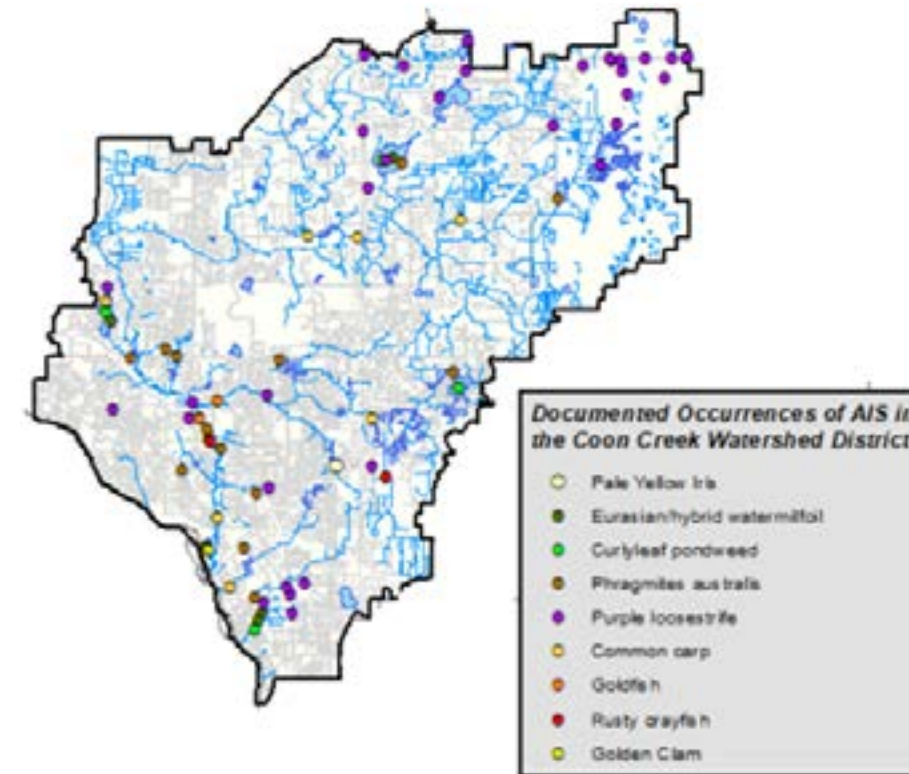 Documented Occurrences of AIS in
the Coon Creek Watershed District
Pale Yellow Iris
Eurasian/hybrid watermilfoil
Curlyleaf pondweed
Phragmites australis
Purple loosestrife
Common carp
Goldfish
Rusty crayfish
Golden Clam